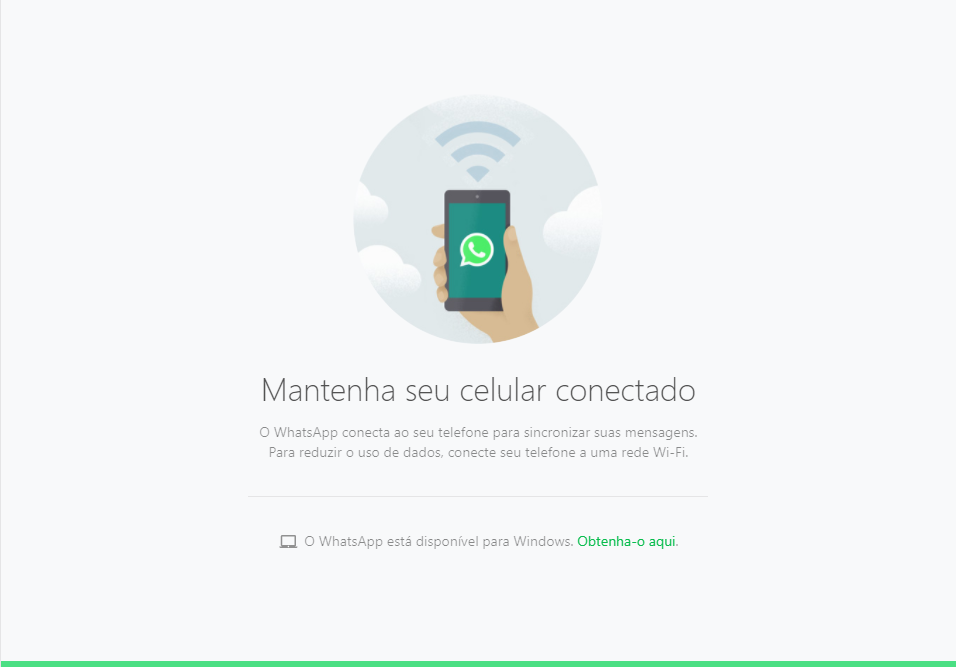 Mantenha seu celular conectado
O WhatsApp conecta ao seu telefone para sincronizar suas mensagens.
Para reduzir o uso de dados, conecte seu telefone a uma rede Wi-Fi.
O WhatsApp está disponível para Windows. Obtenha-o aqui.